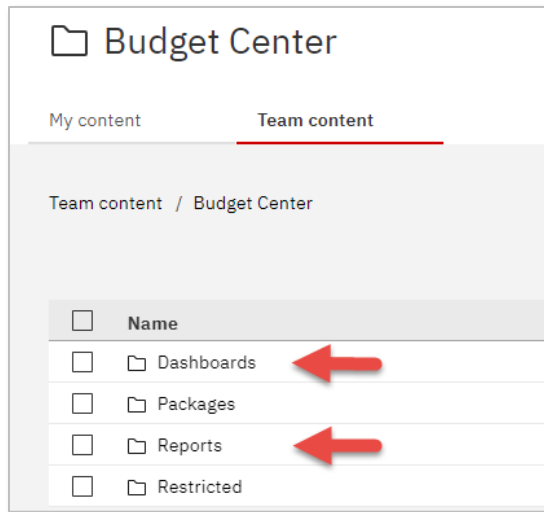 Budget Center
My content Team content
Team content / Budget Center
Name
Dashboards
Packages
Reports
Restricted